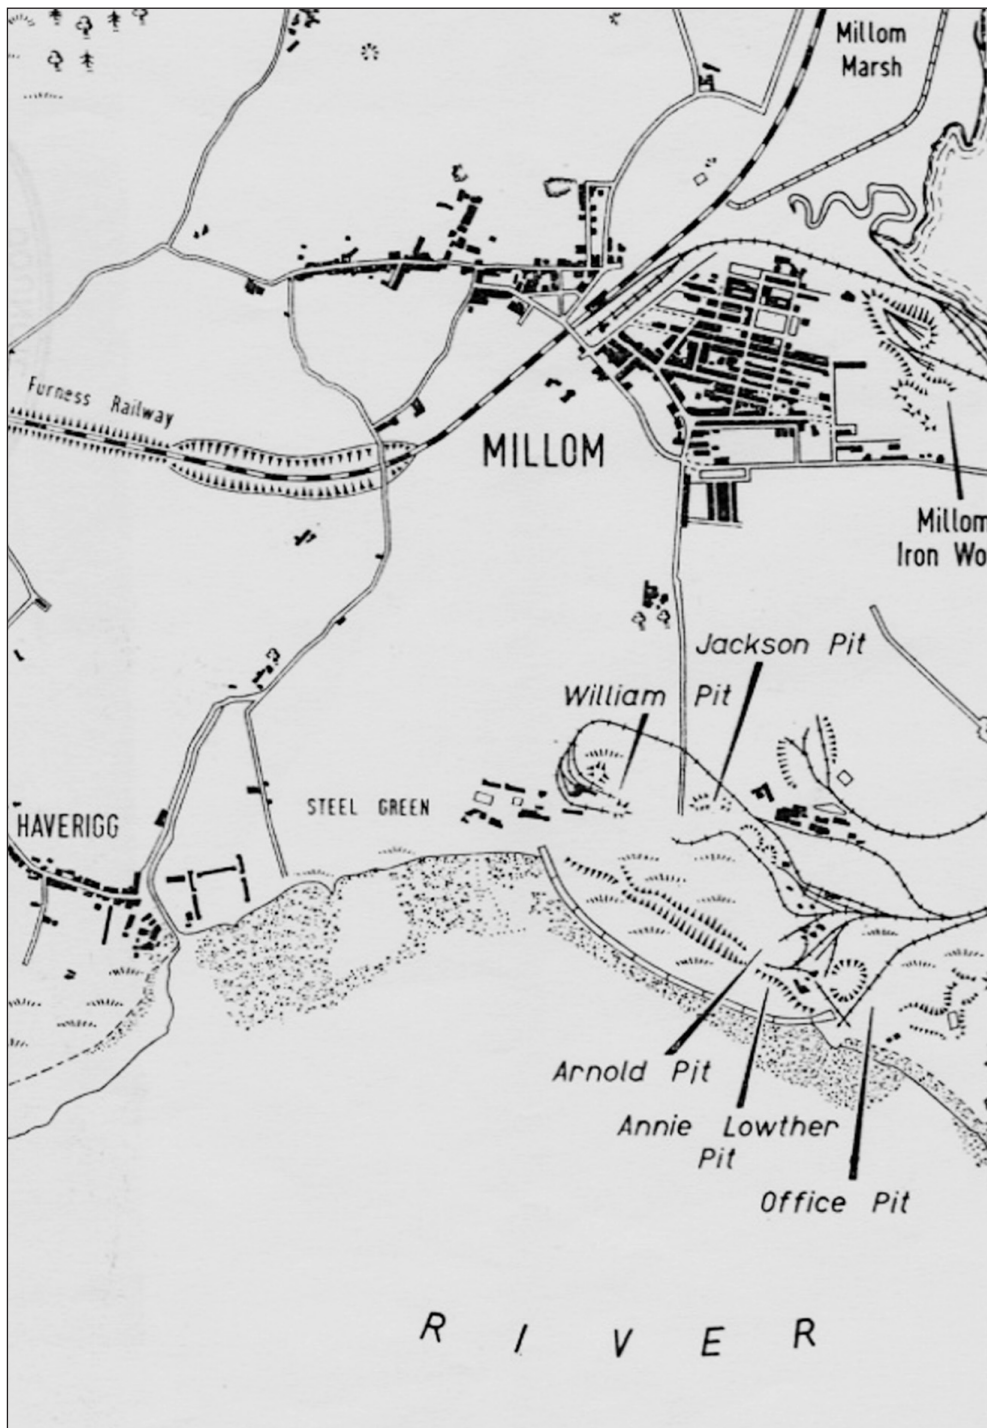 Millom
Marsh
Furness Railway
MILLOM
Millom
Iron Wo
Jackson Pit
William Pit
STEEL GREEN
HAVERIGG
Arnold Pit
Annie Lowther
Pit
Office Pit
RIVER